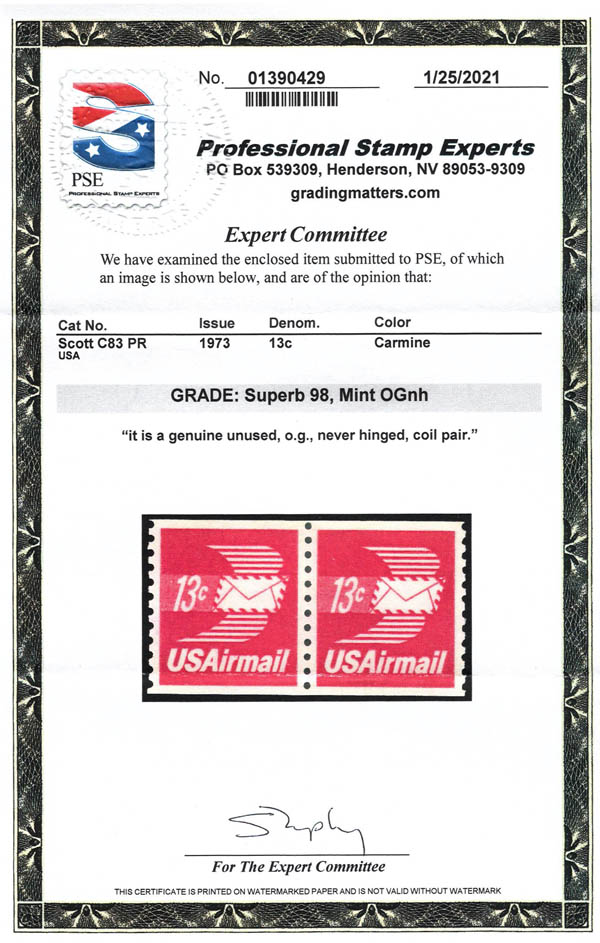 No. 01390429 1/25/2021
PSE
PROFESSIONAL STAMP EXPERTS
Professional Stamp Experts
PO Box 539309, Henderson, NV 89053-9309
gradingmatters.com
Expert Committee
We have examined the enclosed item submitted to PSE, of which
an image is shown below, and are of the opinion that:
Cat No. Issue Denom. Color
Scott C83 PR 1973 13c Carmine
USA
GRADE: Superb 98, Mint OGnh
“it is a genuine unused, o.g., never hinged, coil pair.”
13c 13c
USAirmail USAirmail
For The Expert Committee
THIS CERTIFICATE IS PRINTED ON WATERMARKED PAPER AND IS NOT VALID WITHOUT WATERMARK